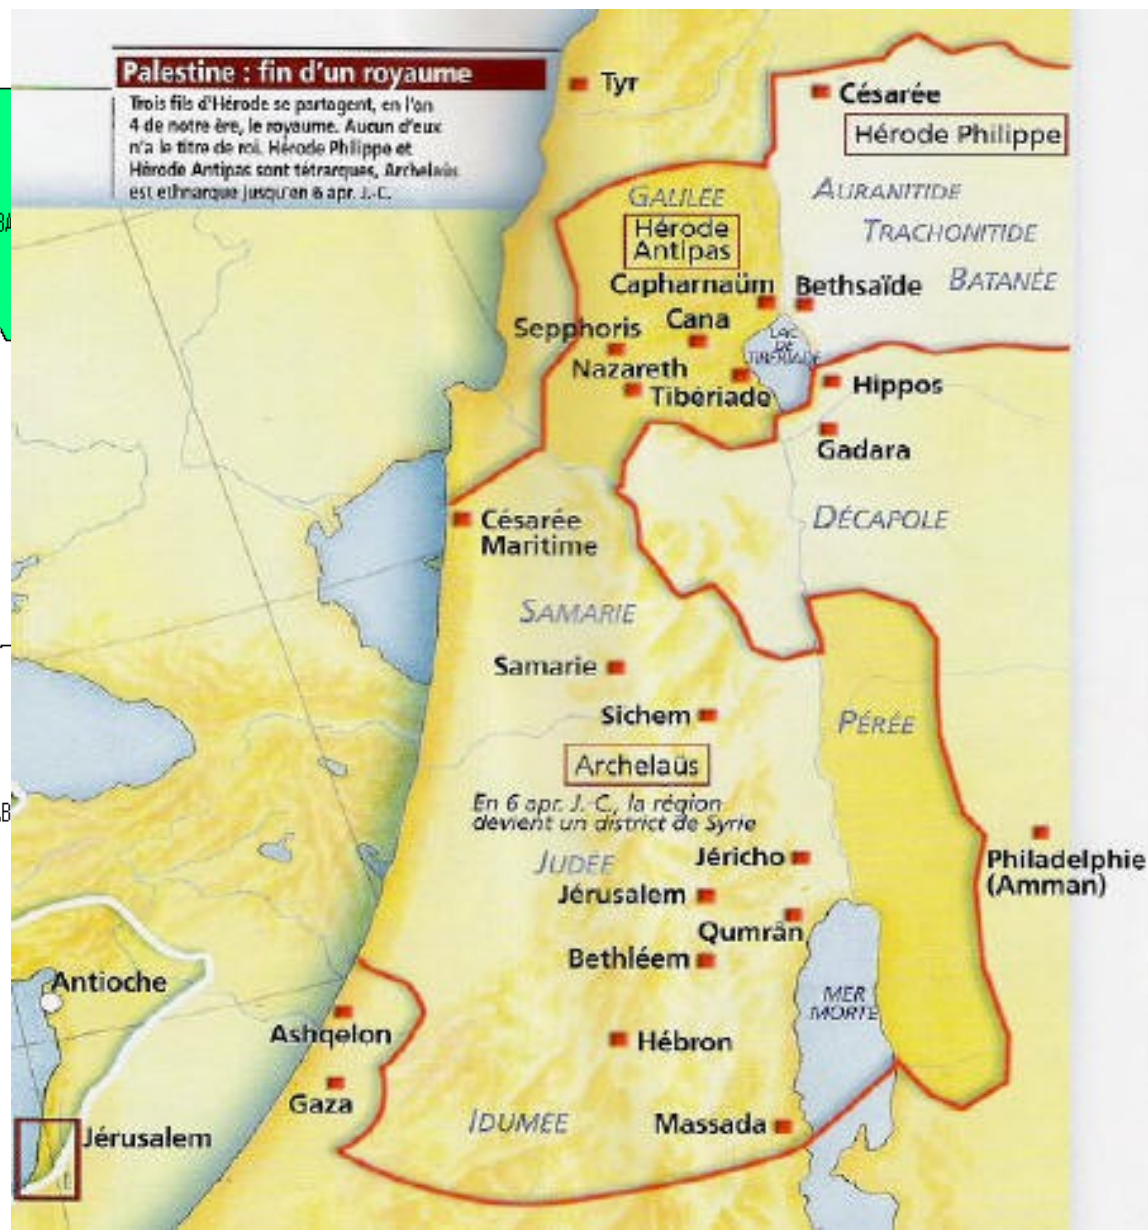 Palestine : fin d'un royaume
Trois fils d'Hérode se partagent, en l'an
4 de notre ère, le royaume. Aucun d'eux
n'a le titre de roi. Hérode Philippe et
Hérode Antipas sont tétrarques, Archelaüs
est ethnarque jusqu'en 6 apr. J.-C.
Tyr
Césarée
Hérode Philippe
GALILÉE
AURANITIDE
Hérode
Antipas
TRACHONITIDE
BATANÉE
Capharnaüm
Bethsaïde
Sepphoris
Cana
LAC
DE
TIBÉRIADE
Nazareth
Tibériade
Hippos
Gadara
Césarée
Maritime
DÉCAPOLE
SAMARIE
Samarie
Sichem
PÉRÉE
Archelaüs
En 6 apr. J.-C., la région
devient un district de Syrie
JUDÉE
Jéricho
Philadelphie
(Amman)
Jérusalem
Qumrân
Bethléem
Antioche
MER
MORTE
Ashqelon
Hébron
Gaza
IDUMÉE
Massada
Jérusalem